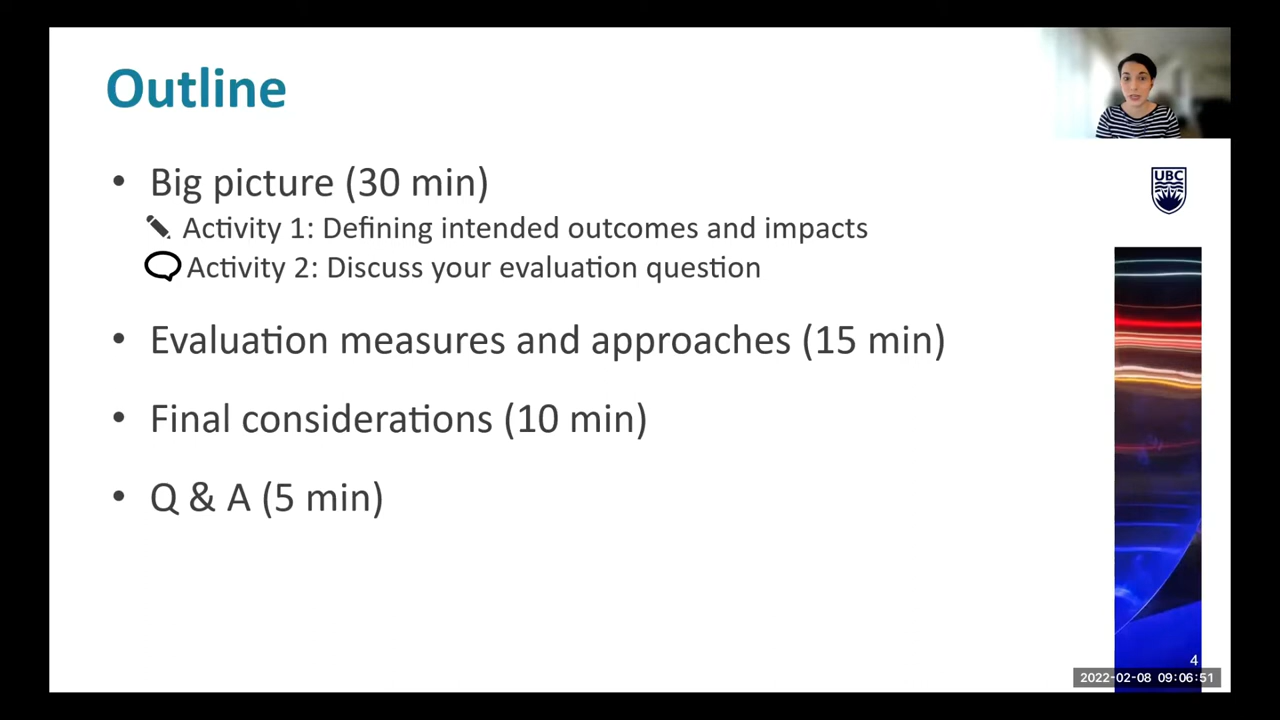 Outline
UBC
• Big picture (30 min)
Activity 1: Defining intended outcomes and impacts
Activity 2: Discuss your evaluation question
• Evaluation measures and approaches (15 min)
• Final considerations (10 min)
• Q & A (5 min)
4
2022-02-08 09:06:51